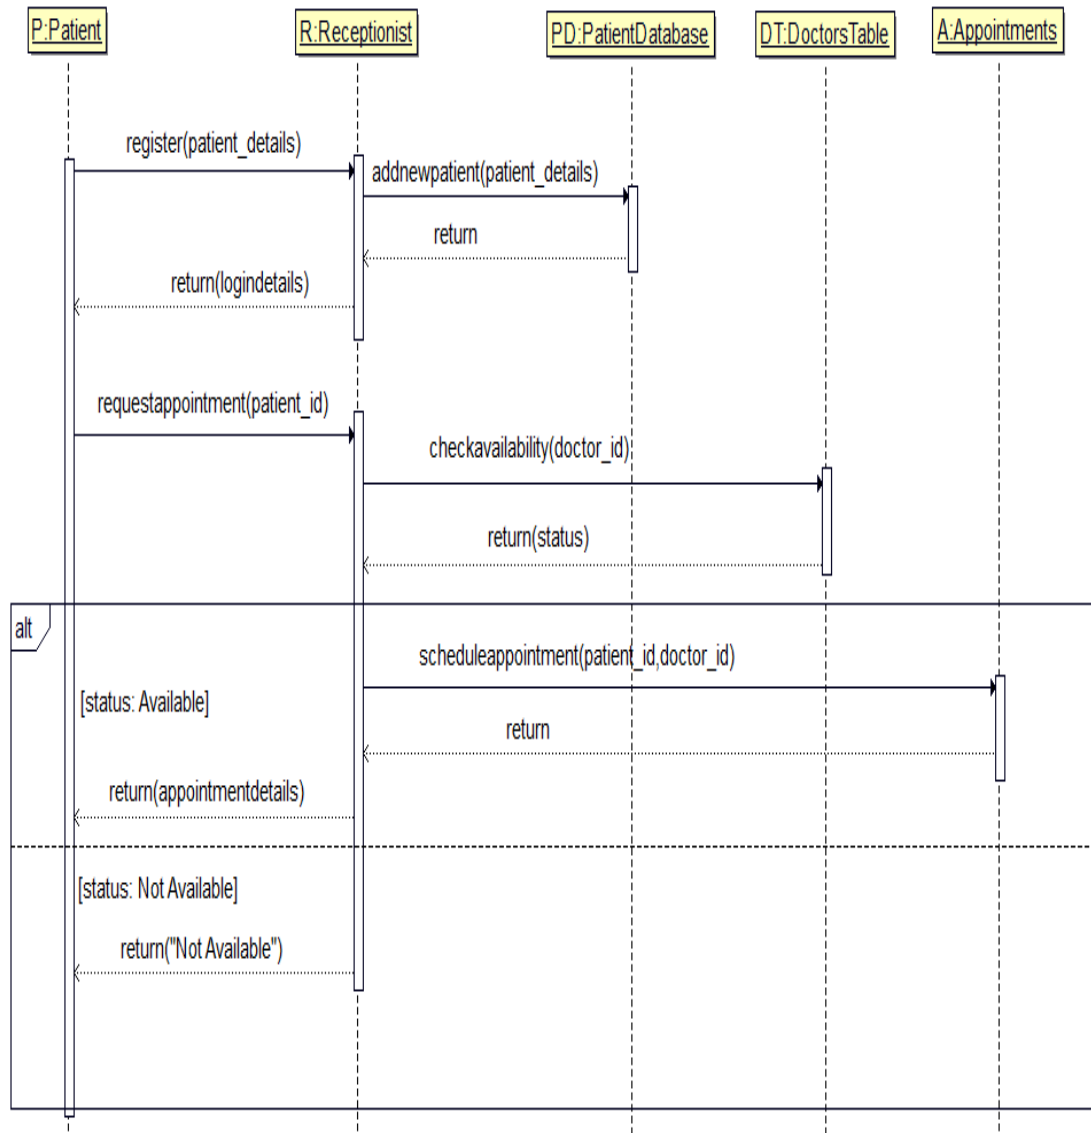 P:Patient
R:Receptionist
PD:PatientDatabase
DT:DoctorsTable
A:Appointments
register(patient_details)
addnewpatient(patient_details)
return
return(logindetails)
requestappointment(patient_id)
checkavailability(doctor_id)
return(status)
alt
scheduleappointment(patient_id,doctor_id)
[status: Available]
return
return(appointmentdetails)
[status: Not Available]
return("Not Available")